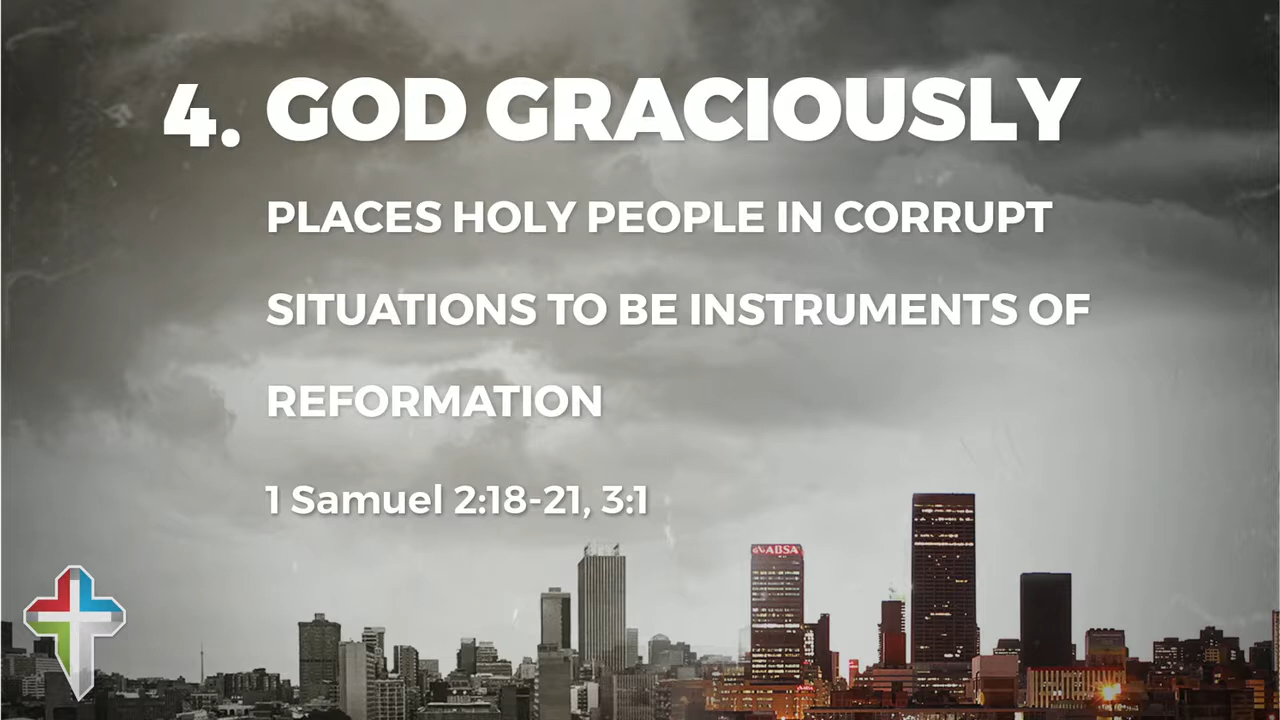 4. GOD GRACIOUSLY
PLACES HOLY PEOPLE IN CORRUPT
SITUATIONS TO BE INSTRUMENTS OF
REFORMATION
1 Samuel 2:18-21, 3:1
ABSA